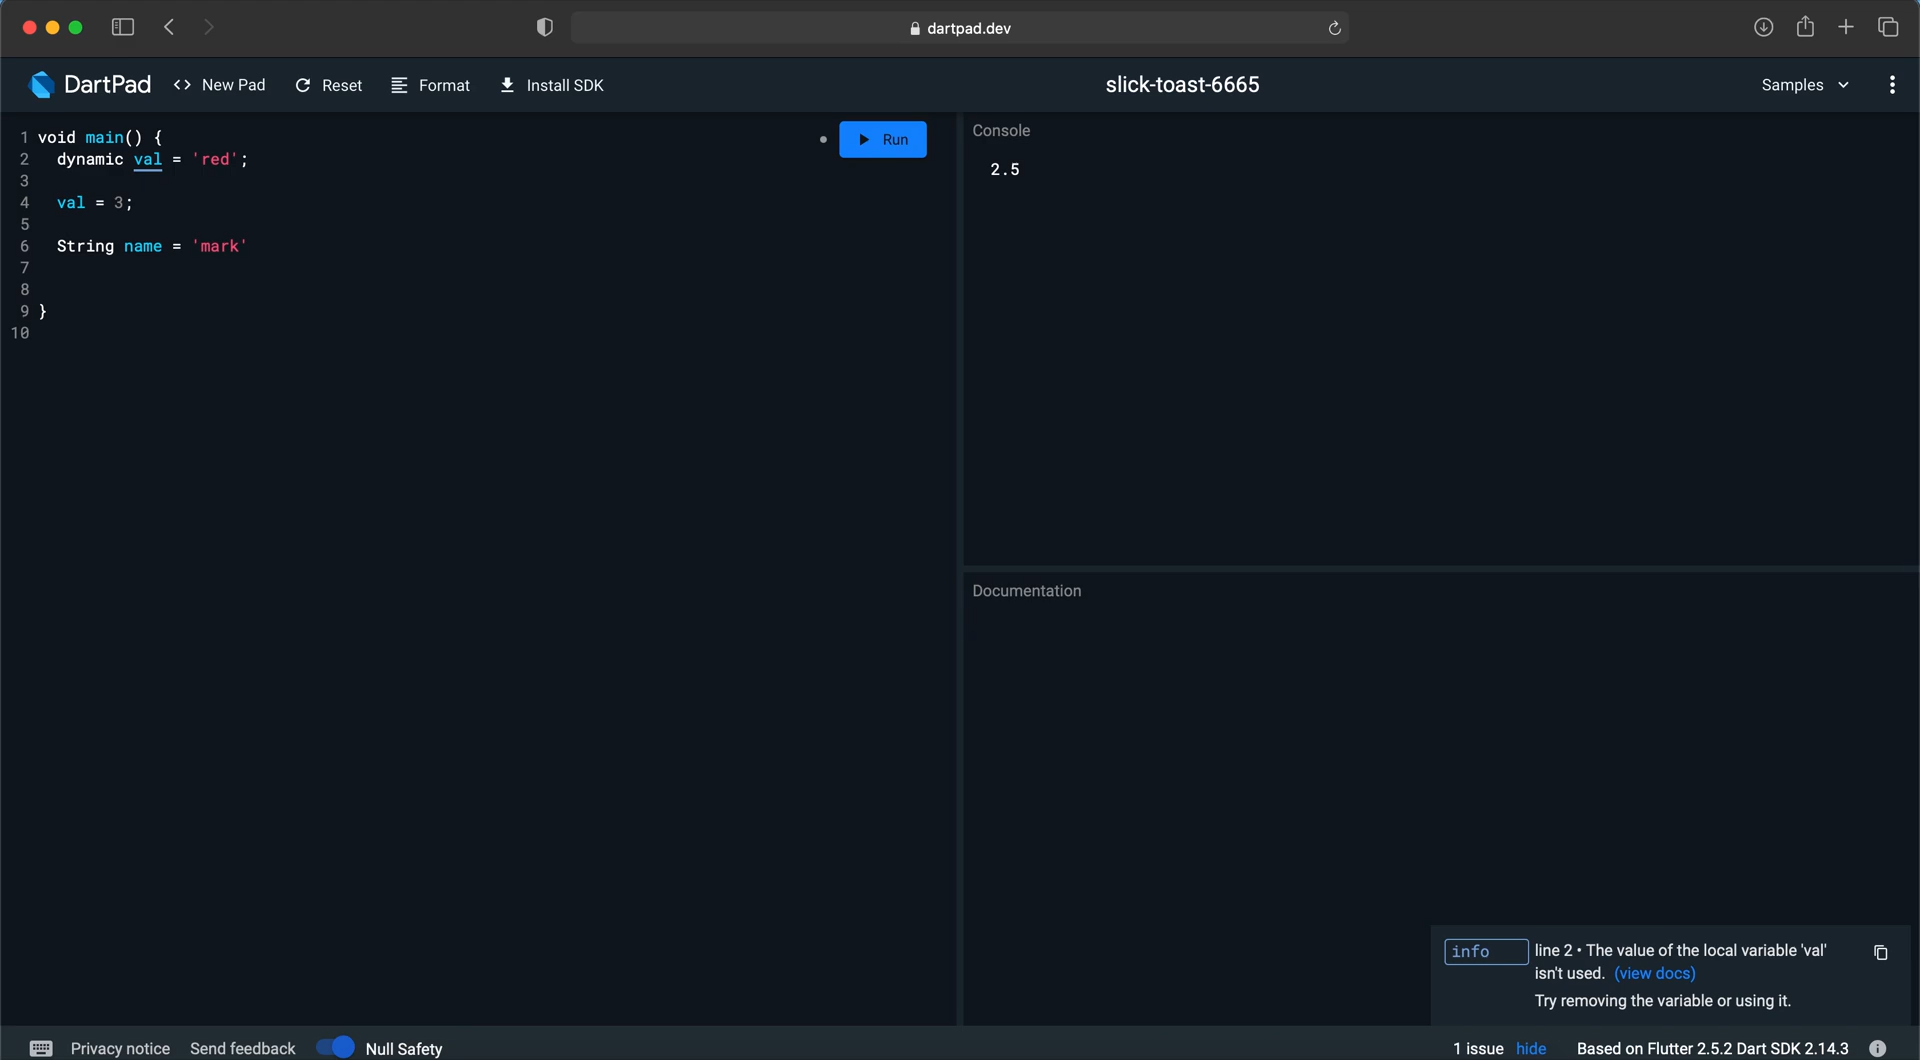 dartpad.dev
DartPad
<> New Pad
Reset
Format
Install SDK
slick-toast-6665
Samples
1 void main() {
2   dynamic val = 'red';
3
4   val = 3;
5
6   String name = 'mark'
7
8
9 }
10
Run
Console
2.5
Documentation
info
line 2 • The value of the local variable 'val'
isn't used. (view docs)
Try removing the variable or using it.
Privacy notice
Send feedback
Null Safety
1 issue hide
Based on Flutter 2.5.2 Dart SDK 2.14.3